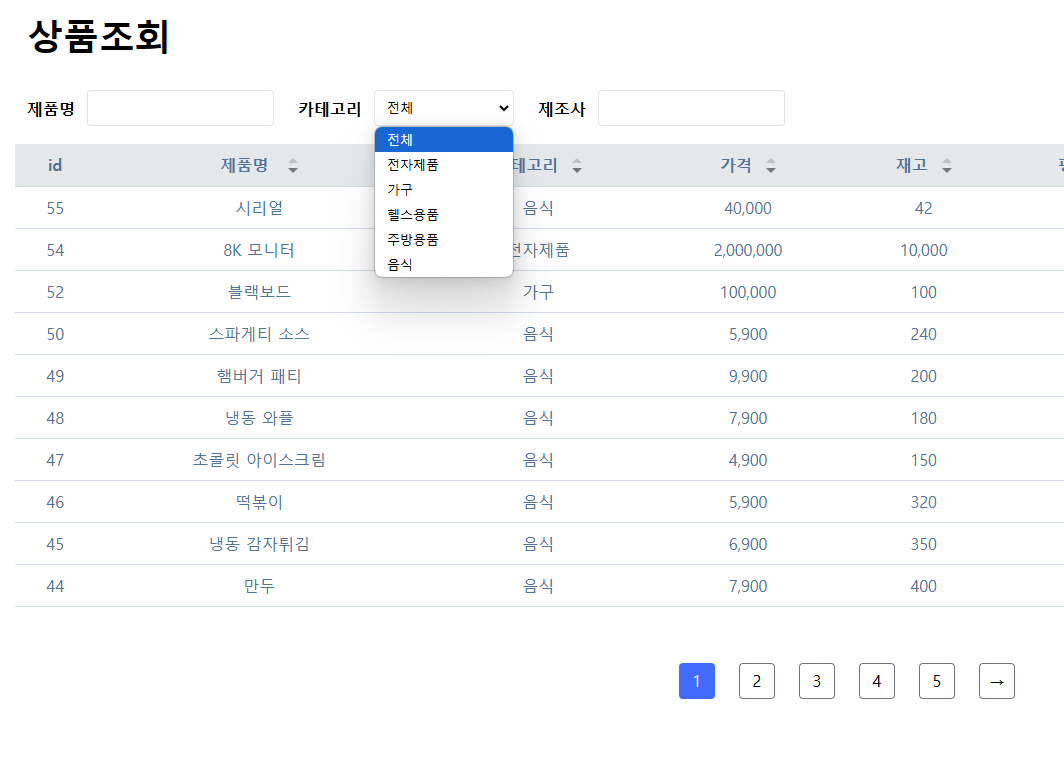 상품조회
제품명 카테고리 전체 제조사
전체
전자제품
가구
헬스용품
주방용품
음식
id 제품명 테고리 가격 재고
55 시리얼 음식 40,000 42
54 8K 모니터 전자제품 2,000,000 10,000
52 블랙보드 가구 100,000 100
50 스파게티 소스 음식 5,900 240
49 햄버거 패티 음식 9,900 200
48 냉동 와플 음식 7,900 180
47 초콜릿 아이스크림 음식 4,900 150
46 떡볶이 음식 5,900 320
45 냉동 감자튀김 음식 6,900 350
44 만두 음식 7,900 400
1 2 3 4 5 →